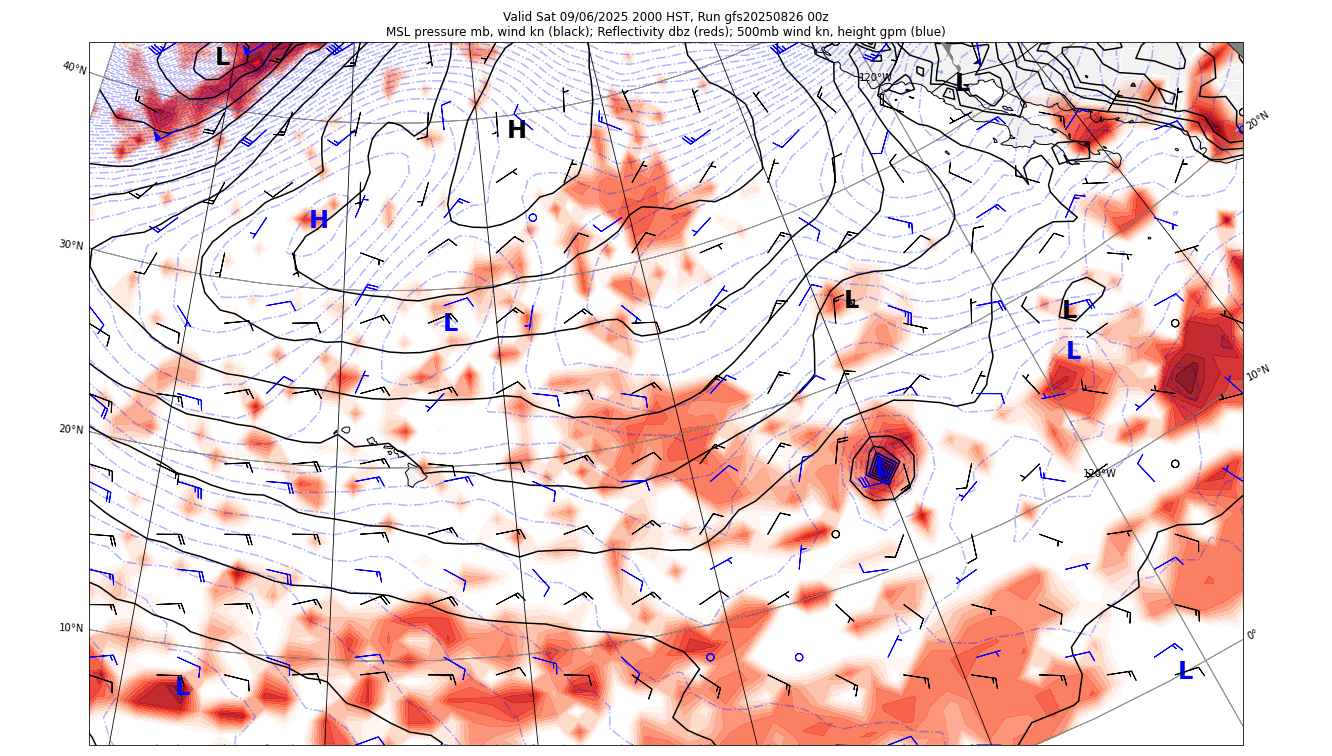 Valid Sat 09/06/2025 2000 HST, Run gfs20250826 00z
MSL pressure mb, wind kn (black); Reflectivity dbz (reds); 500mb wind kn, height gpm (blue)
L
40°N
120°W
L
H
20°N
H
30°N
L
L
L
L
10°N
20°N
L
120°W
10°N
0°
L
L